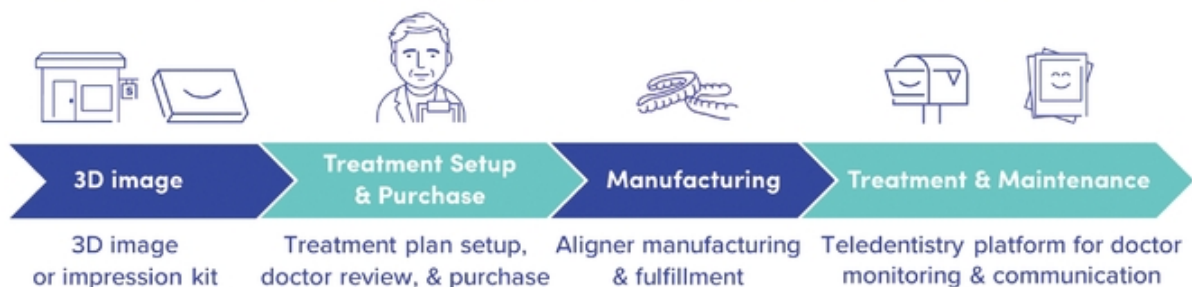 S
3D image
Treatment Setup
& Purchase
Manufacturing
Treatment & Maintenance
3D image
or impression kit
Treatment plan setup,
doctor review, & purchase
Aligner manufacturing
& fulfillment
Teledentistry platform for doctor
monitoring & communication